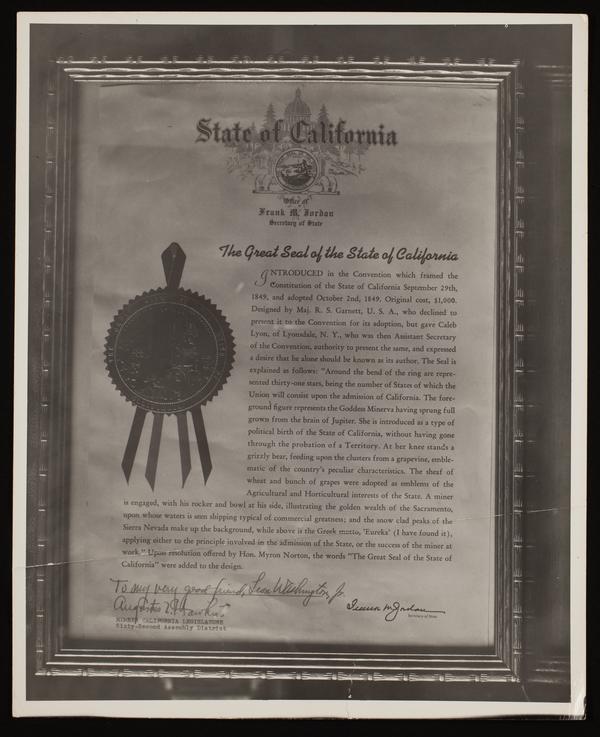 State of California
Office of
Frank M. Jordan
Secretary of State
The Great Seal of the State of California
INTRODUCED in the Convention which framed the
Constitution of the State of California September 29th,
1849, and adopted October 2nd, 1849. Original cost, $1,000.
Designed by Maj. R. S. Garnett, U. S. A., who declined to
present it to the Convention for its adoption, but gave Caleb
Lyon, of Lyonsdale, N. Y., who was then Assistant Secretary
of the Convention, authority to present the same, and expressed
a desire that he alone should be known as its author. The Seal is
explained as follows: "Around the bend of the ring are repre-
sented thirty-one stars, being the number of States of which the
Union will consist upon the admission of California. The fore-
ground figure represents the Goddess Minerva having sprung full
grown from the brain of Jupiter. She is introduced as a type of
political birth of the State of California, without having gone
through the probation of a Territory. At her knee stands a
grizzly bear, feeding upon the clusters from a grapevine, emble-
matic of the country's peculiar characteristics. The sheaf of
wheat and bunch of grapes were adopted as emblems of the
Agricultural and Horticultural interests of the State. A miner
is engaged, with his rocker and bowl at his side, illustrating the golden wealth of the Sacramento,
upon whose waters is seen shipping typical of commercial greatness; and the snow clad peaks of the
Sierra Nevada make up the background, while above is the Greek motto, 'Eureka' (I have found it),
applying either to the principle involved in the admission of the State, or the success of the miner at
work." Upon resolution offered by Hon. Myron Norton, the words "The Great Seal of the State of
California" were added to the design.
To my very good friend, Leon Washington, Jr.
Augustus F. Hawkins
MEMBER CALIFORNIA LEGISLATURE
Sixty-Second Assembly District
Frank M. Jordan
Secretary of State